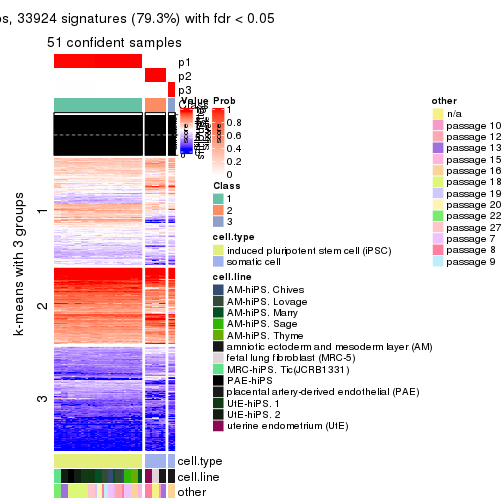 os, 33924 signatures (79.3%) with fdr < 0.05
51 confident samples
p1
p2
p3
Class
k-means with 3 groups
1
2
3
cell.type
cell.line
other
Value
Prob
1
0.8
0.6
0.4
0.2
0
Class
1
2
3
cell.type
induced pluripotent stem cell (iPSC)
somatic cell
cell.line
AM-hiPS. Chives
AM-hiPS. Lovage
AM-hiPS. Marry
AM-hiPS. Sage
AM-hiPS. Thyme
amniotic ectoderm and mesoderm layer (AM)
fetal lung fibroblast (MRC-5)
MRC-hiPS. Tic(JCRB1331)
PAE-hiPS
placental artery-derived endothelial (PAE)
UtE-hiPS. 1
UtE-hiPS. 2
uterine endometrium (UtE)
other
n/a
passage 10
passage 12
passage 13
passage 15
passage 16
passage 18
passage 19
passage 20
passage 22
passage 27
passage 7
passage 8
passage 9